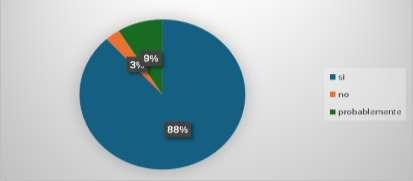 9%
3%
88%
si
no
probablemente